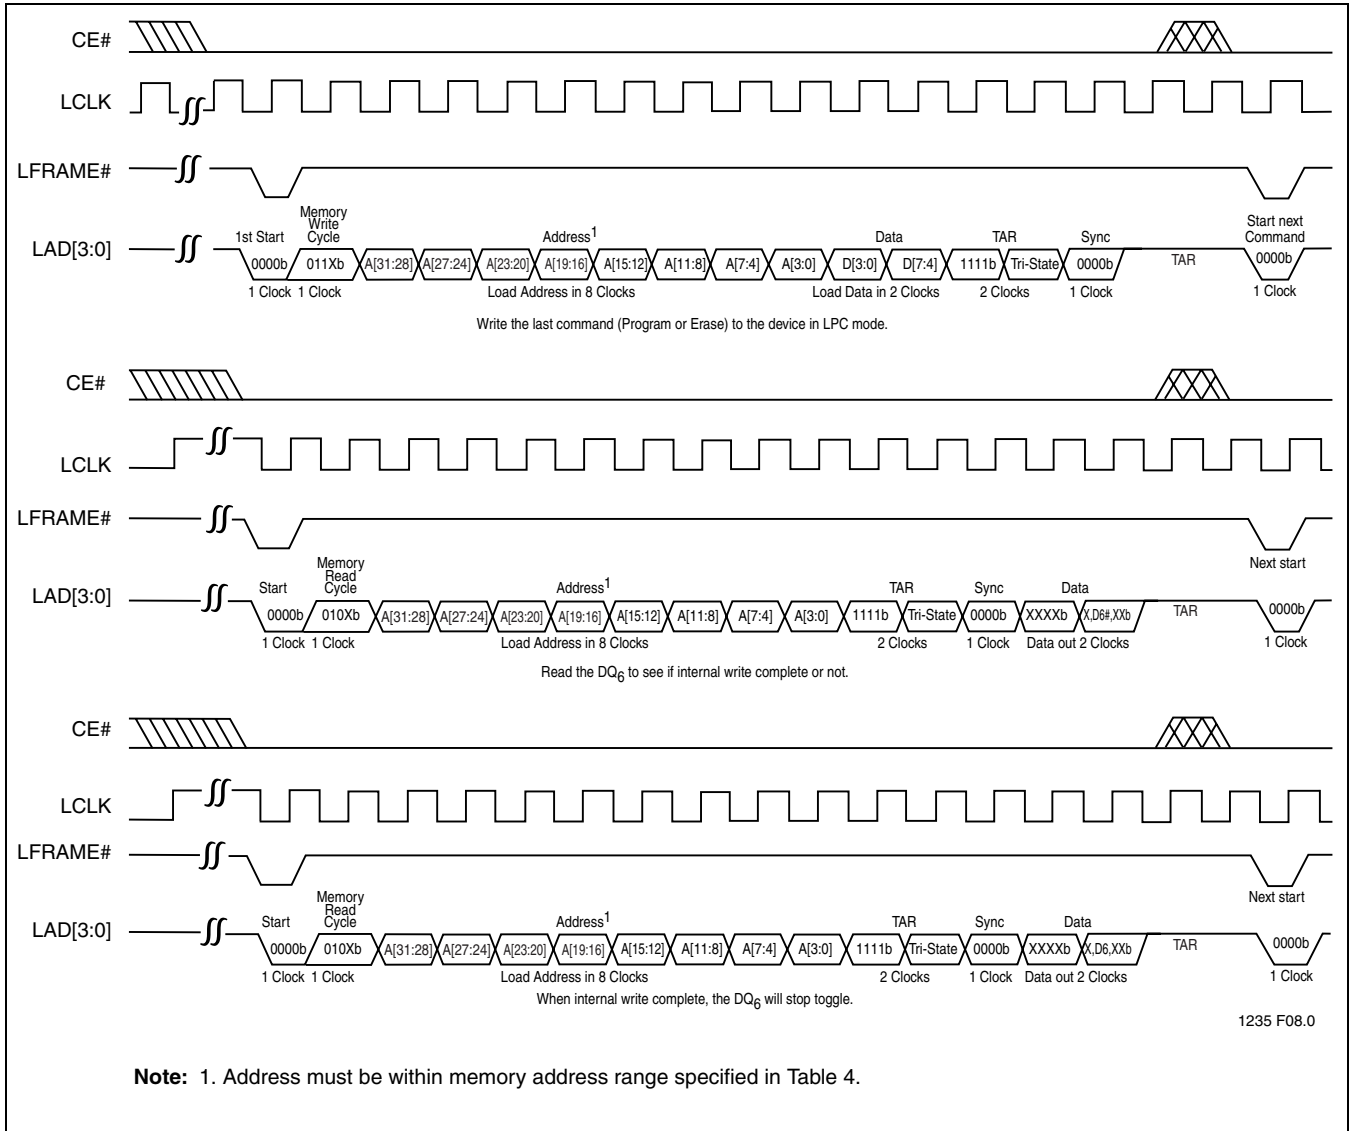 CE#
LCLK
LFRAME#
Memory
Write
Cycle
1st Start
Address1
Data
TAR
Sync
Start next
Command
LAD[3:0]
0000b 011Xb A[31:28] A[27:24] A[23:20] A[19:16] A[15:12] A[11:8] A[7:4] A[3:0] D[3:0] D[7:4] 1111b Tri-State 0000b TAR 0000b
1 Clock 1 Clock Load Address in 8 Clocks Load Data in 2 Clocks 2 Clocks 1 Clock 1 Clock
Write the last command (Program or Erase) to the device in LPC mode.
CE#
LCLK
LFRAME#
Next start
Memory
Read
Cycle
Start
Address1
TAR
Sync
Data
LAD[3:0]
0000b 010Xb A[31:28] A[27:24] A[23:20] A[19:16] A[15:12] A[11:8] A[7:4] A[3:0] 1111b Tri-State 0000b XXXXb X,D6#,XXb TAR 0000b
1 Clock 1 Clock Load Address in 8 Clocks 2 Clocks 1 Clock Data out 2 Clocks 1 Clock
Read the DQ6 to see if internal write complete or not.
CE#
LCLK
LFRAME#
Next start
Memory
Read
Cycle
Start
Address1
TAR
Sync
Data
LAD[3:0]
0000b 010Xb A[31:28] A[27:24] A[23:20] A[19:16] A[15:12] A[11:8] A[7:4] A[3:0] 1111b Tri-State 0000b XXXXb X,D6,XXb TAR 0000b
1 Clock 1 Clock Load Address in 8 Clocks 2 Clocks 1 Clock Data out 2 Clocks 1 Clock
When internal write complete, the DQ6 will stop toggle.
1235 F08.0
Note: 1. Address must be within memory address range specified in Table 4.